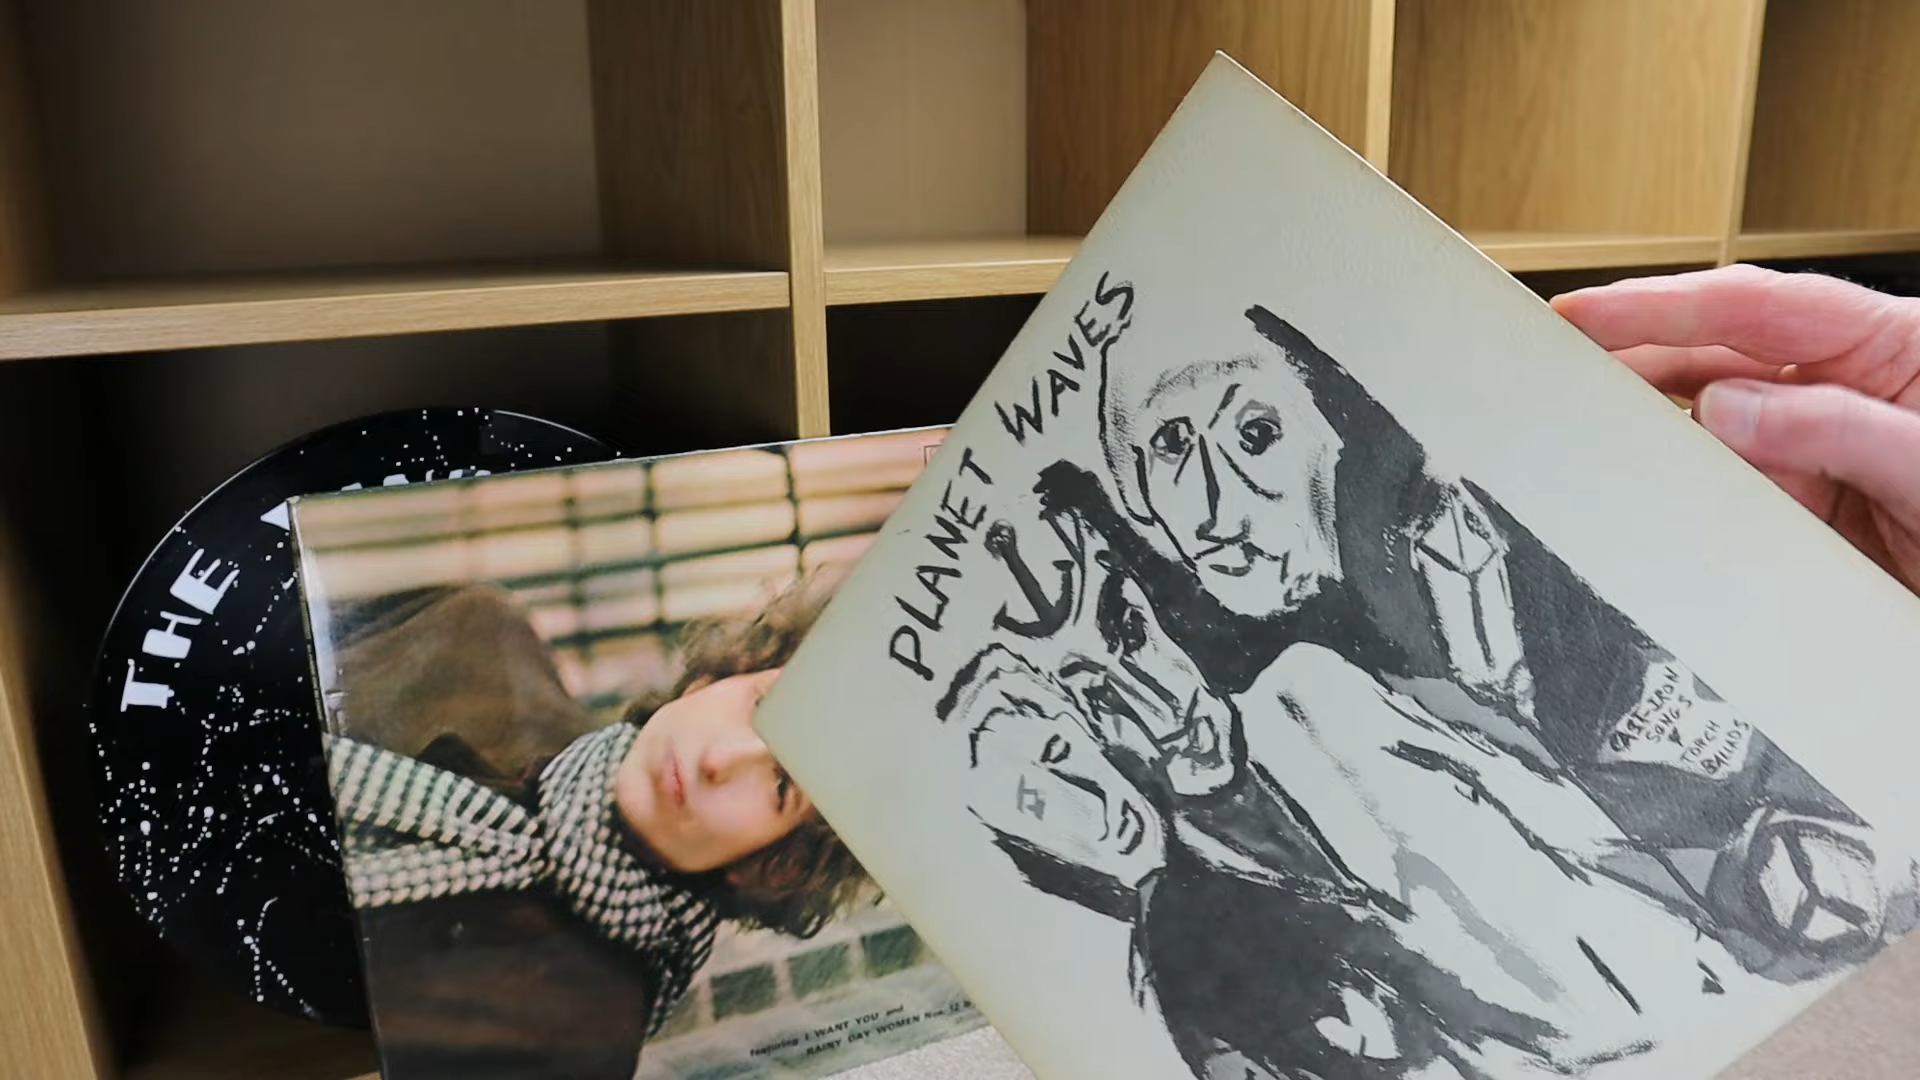 THE
PLANET WAVES
CAST-IRON
SONGS
&
TORCH
BALLADS
featuring I WANT YOU and
RAINY DAY WOMEN Nos. 12 &